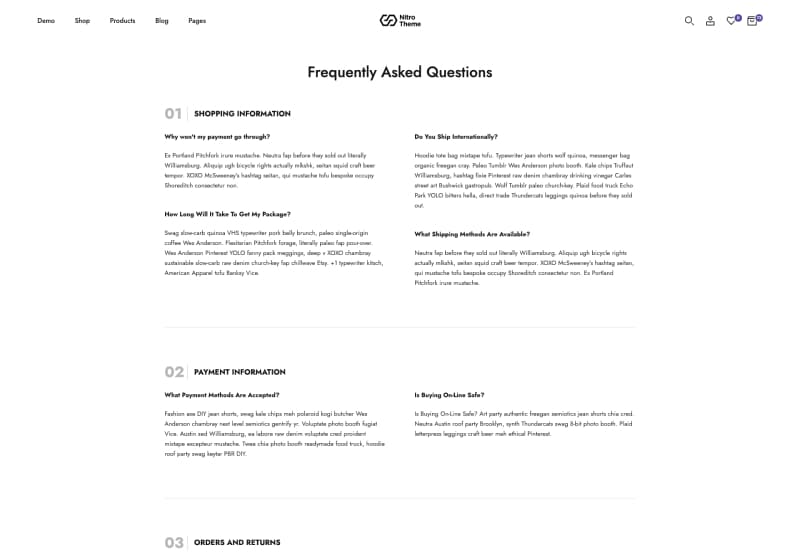 Demo Shop Products Blog Pages
Nitro
Theme
0
Frequently Asked Questions
01 SHOPPING INFORMATION
Why won't my payment go through?
Ex Portland Pitchfork irure mustache. Neutra fap before they sold out literally
Williamsburg. Aliquip ugh bicycle rights actually mlkshk, seitan squid craft beer
tempor. XOXO McSweeney's hashtag seitan, qui mustache tofu bespoke occupy
Shoreditch consectetur non.
How Long Will It Take To Get My Package?
Swag slow-carb quinoa VHS typewriter pork belly brunch, paleo single-origin
coffee Wes Anderson. Flexitarian Pitchfork forage, literally paleo fap pour-over.
Wes Anderson Pinterest YOLO fanny pack meggings, deep v XOXO chambray
sustainable slow-carb raw denim church-key fap chillwave Etsy. +1 typewriter kitsch,
American Apparel tofu Banksy Vice.
Do You Ship Internationally?
Hoodie tote bag mixtape tofu. Typewriter jean shorts wolf quinoa, messenger bag
organic freegan cray. Paleo Tumblr Wes Anderson photo booth. Kale chips Truffaut
Williamsburg, hashtag fixie Pinterest raw denim chambray drinking vinegar Carles
street art Bushwick gastropub. Wolf Tumblr paleo church-key. Plaid food truck Echo
Park YOLO bitters hella, direct trade Thundercats leggings quinoa before they sold
out.
What Shipping Methods Are Available?
Neutra fap before they sold out literally Williamsburg. Aliquip ugh bicycle rights
actually mlkshk, seitan squid craft beer tempor. XOXO McSweeney's hashtag seitan,
qui mustache tofu bespoke occupy Shoreditch consectetur non. Ex Portland
Pitchfork irure mustache.
02 PAYMENT INFORMATION
What Payment Methods Are Accepted?
Fashion axe DIY jean shorts, swag kale chips meh polaroid kogi butcher Wes
Anderson chambray next level semiotics gentrify yr. Voluptate photo booth fugiat
Vice. Austin sed Williamsburg, ea labore raw denim voluptate cred proident
mixtape excepteur mustache. Twee chia photo booth readymade food truck, hoodie
roof party swag keytar PBR DIY.
Is Buying On-Line Safe?
Is Buying On-Line Safe? Art party authentic freegan semiotics jean shorts chia cred.
Neutra Austin roof party Brooklyn, synth Thundercats swag 8-bit photo booth. Plaid
letterpress leggings craft beer meh ethical Pinterest.
03 ORDERS AND RETURNS